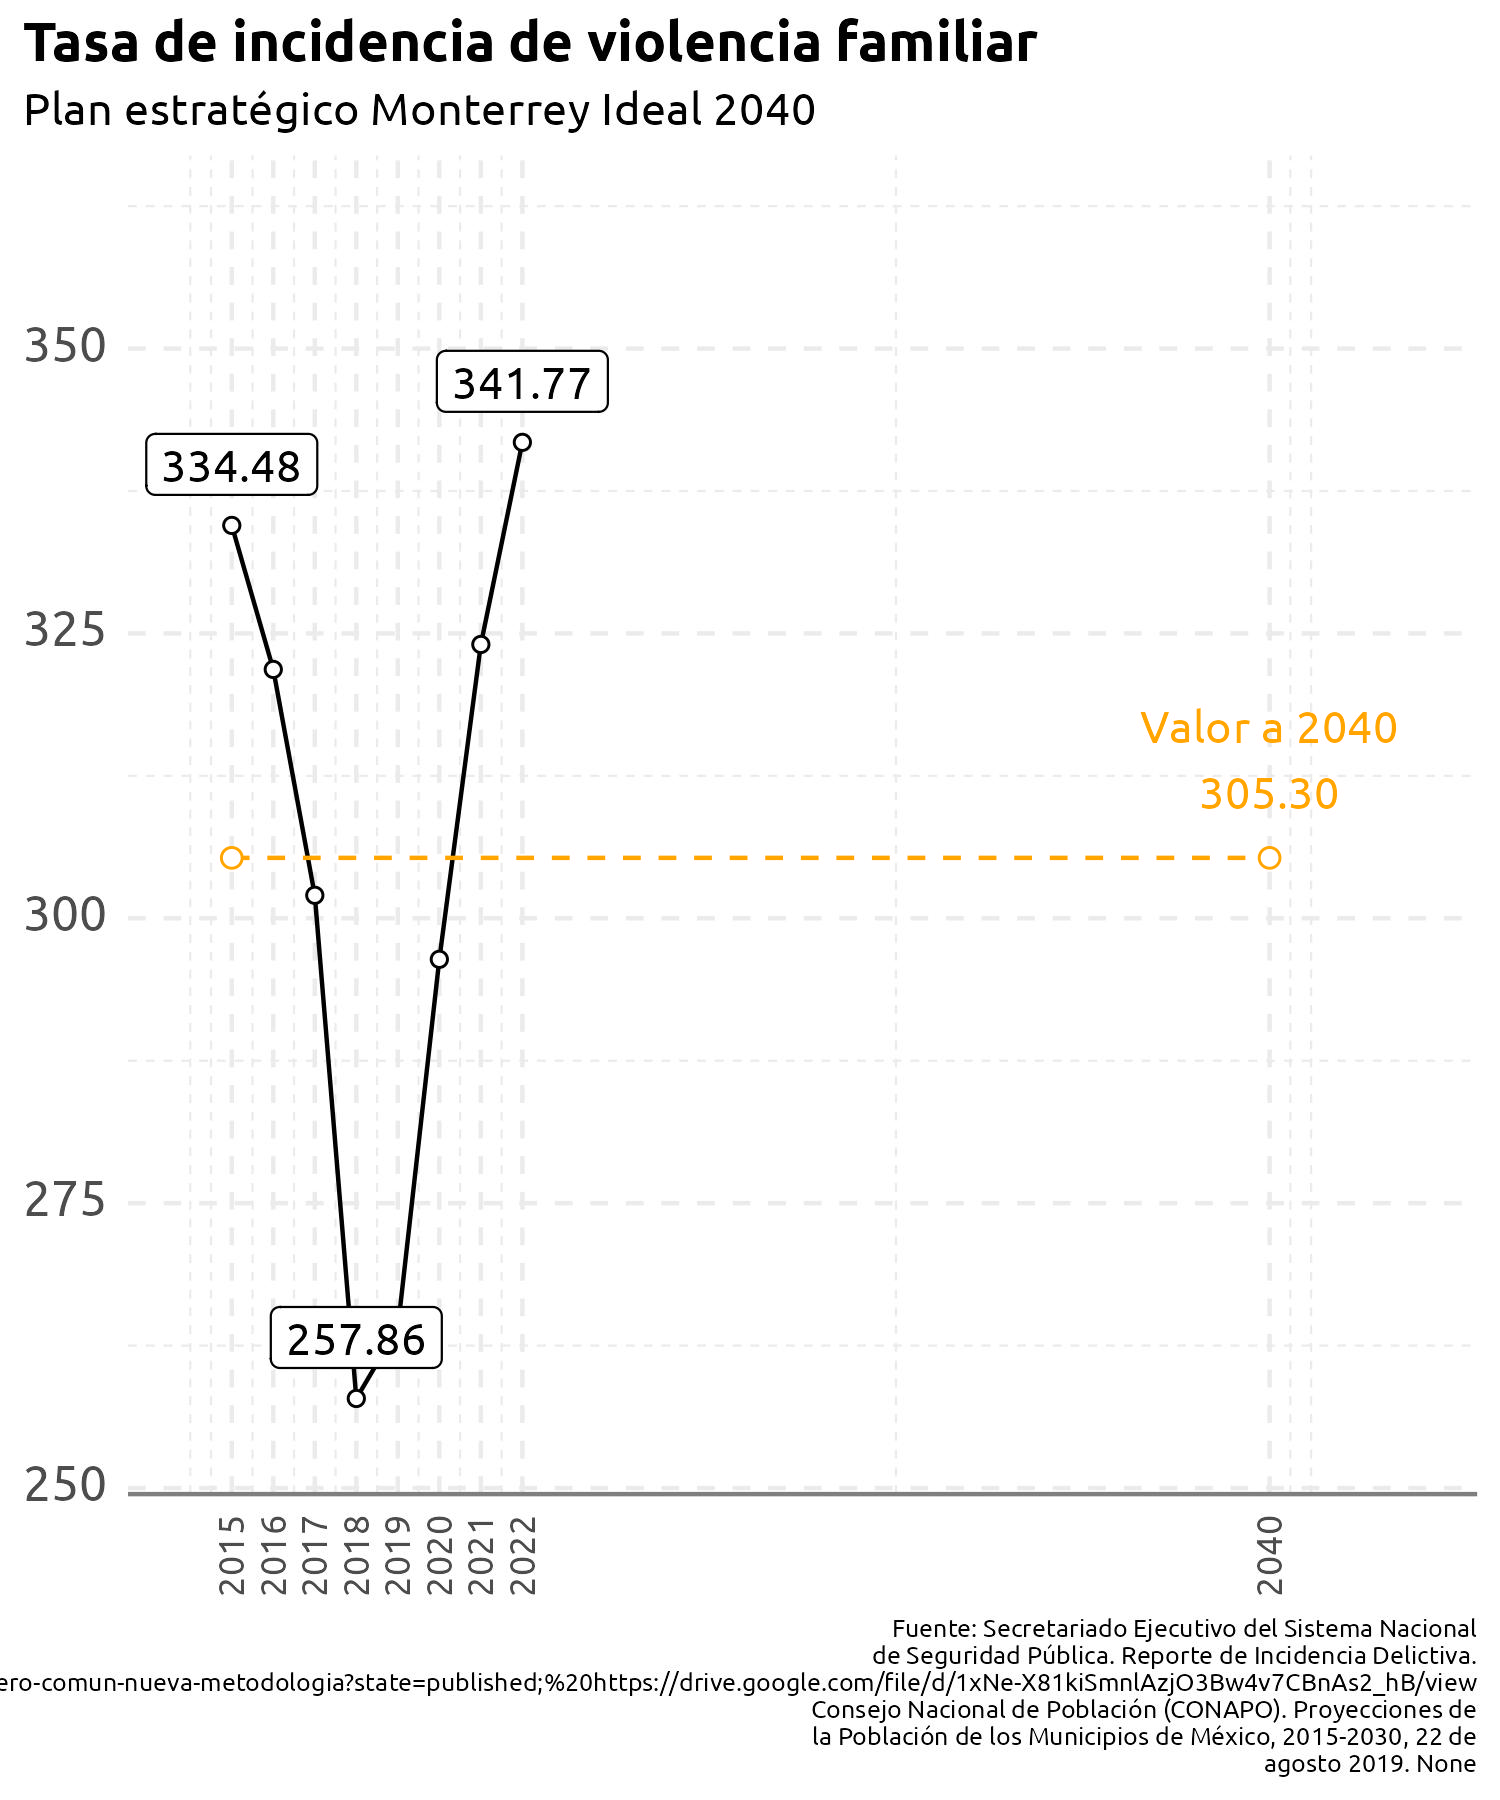 Tasa de incidencia de violencia familiar
Plan estratégico Monterrey Ideal 2040
350
341.77
334.48
325
Valor a 2040
305.30
300
275
257.86
250
2015
2016
2017
2018
2019
2020
2021
2022
2040
Fuente: Secretariado Ejecutivo del Sistema Nacional
de Seguridad Pública. Reporte de Incidencia Delictiva.
ero-comun-nueva-metodologia?state=published;%20https://drive.google.com/file/d/1xNe-X81kiSmnlAzjO3Bw4v7CBnAs2_hB/view
Consejo Nacional de Población (CONAPO). Proyecciones de
la Población de los Municipios de México, 2015-2030, 22 de
agosto 2019. None